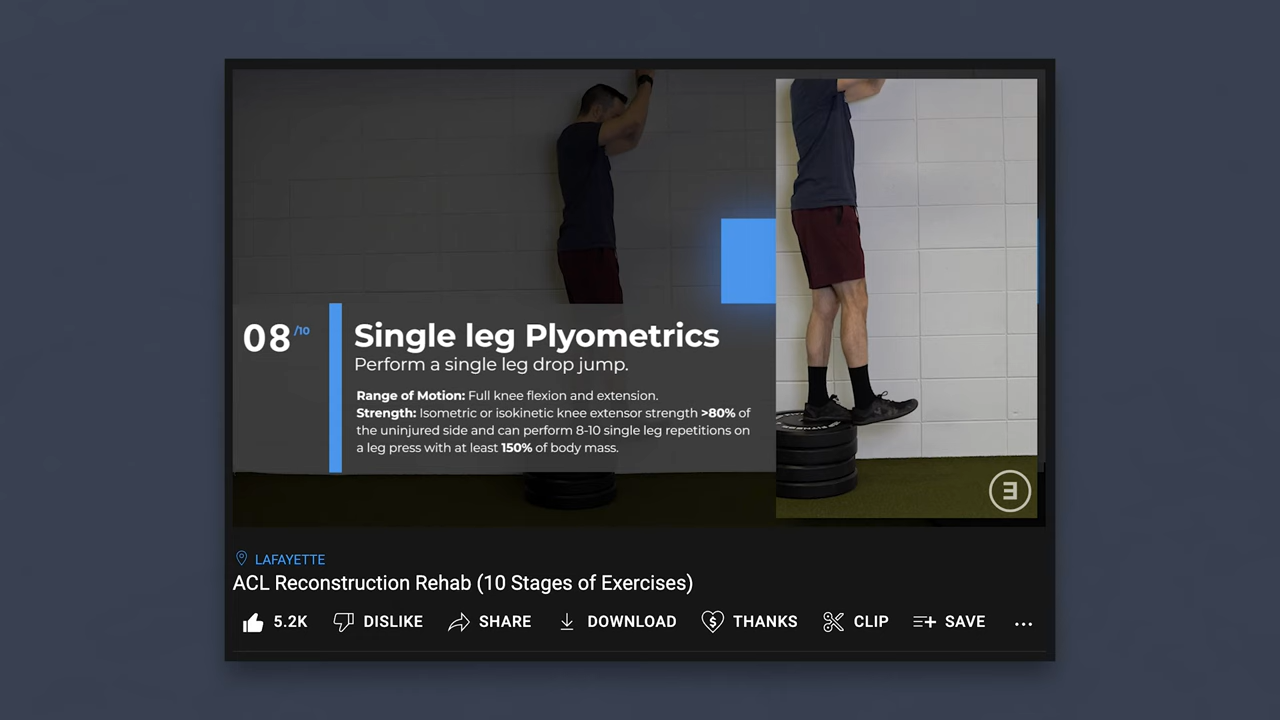 08/10
Single leg Plyometrics
Perform a single leg drop jump.
Range of Motion: Full knee flexion and extension.
Strength: Isometric or isokinetic knee extensor strength >80% of
the uninjured side and can perform 8-10 single leg repetitions on
a leg press with at least 150% of body mass.
LAFAYETTE
ACL Reconstruction Rehab (10 Stages of Exercises)
5.2K DISLIKE SHARE DOWNLOAD THANKS CLIP SAVE ...